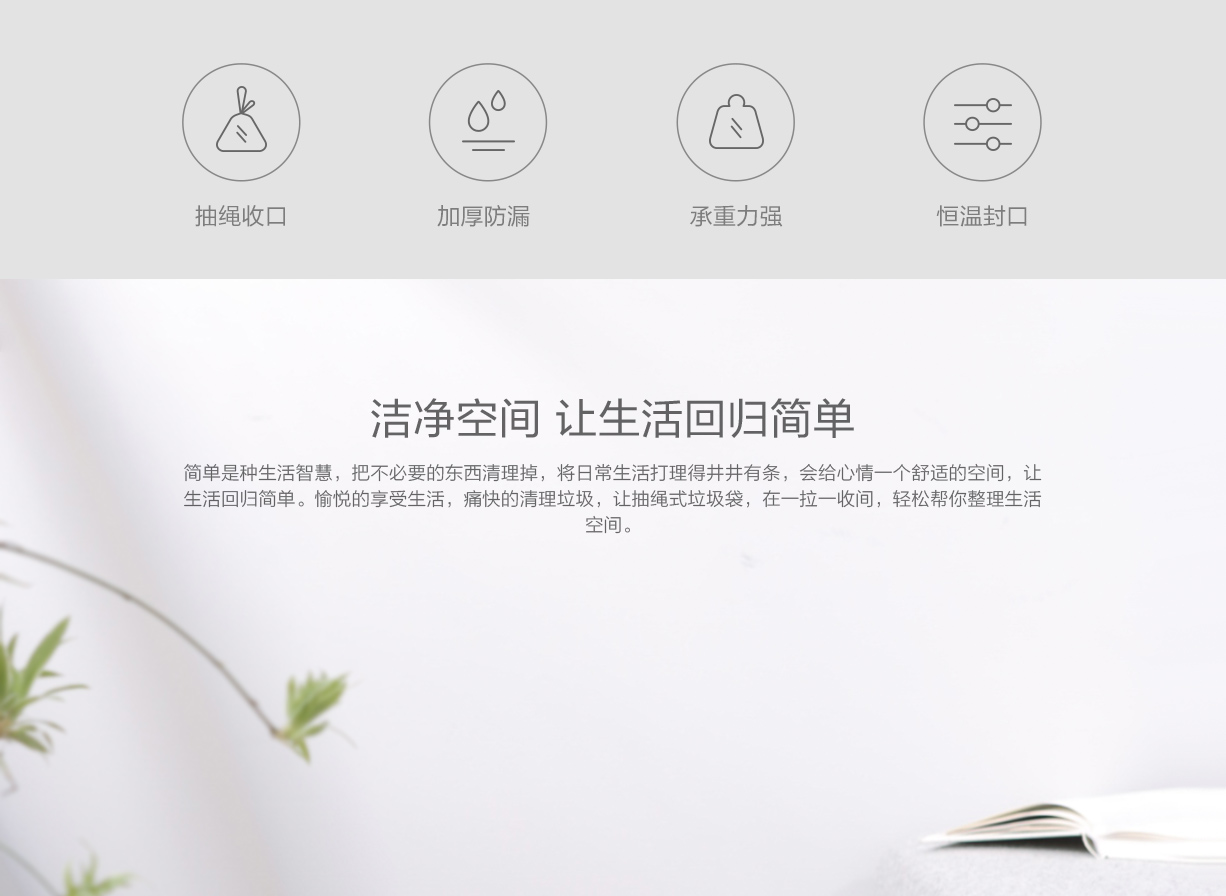 抽绳收口
加厚防漏
承重力强
恒温封口
洁净空间 让生活回归简单
简单是种生活智慧，把不必要的东西清理掉，将日常生活打理得井井有条，会给心情一个舒适的空间，让
生活回归简单。愉悦的享受生活，痛快的清理垃圾，让抽绳式垃圾袋，在一拉一收间，轻松帮你整理生活
空间。